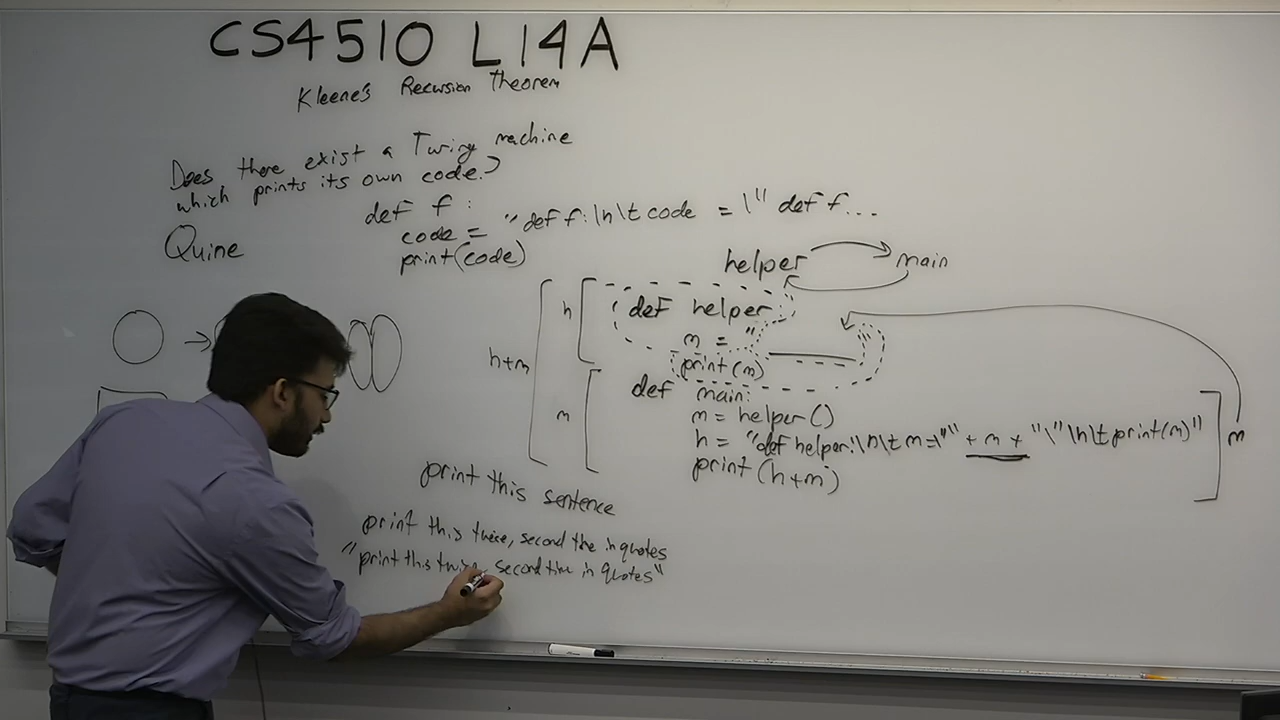 CS4510 L14A
Kleene's Recursion Theorem
Does there exist a Turing machine
which prints its own code?
Quine
def f :
code = "def f:\n\t code = \" def f...
print(code)
helper
main
h
def helper
m = "
"
print(m)
h+m
m
def main:
m = helper()
h = "def helper:\n\t m=\"" + m + "\"\n\t print(m)"
print (h+m)
m
print this sentence
print this twice, second time in quotes
"print this twice, second time in quotes"